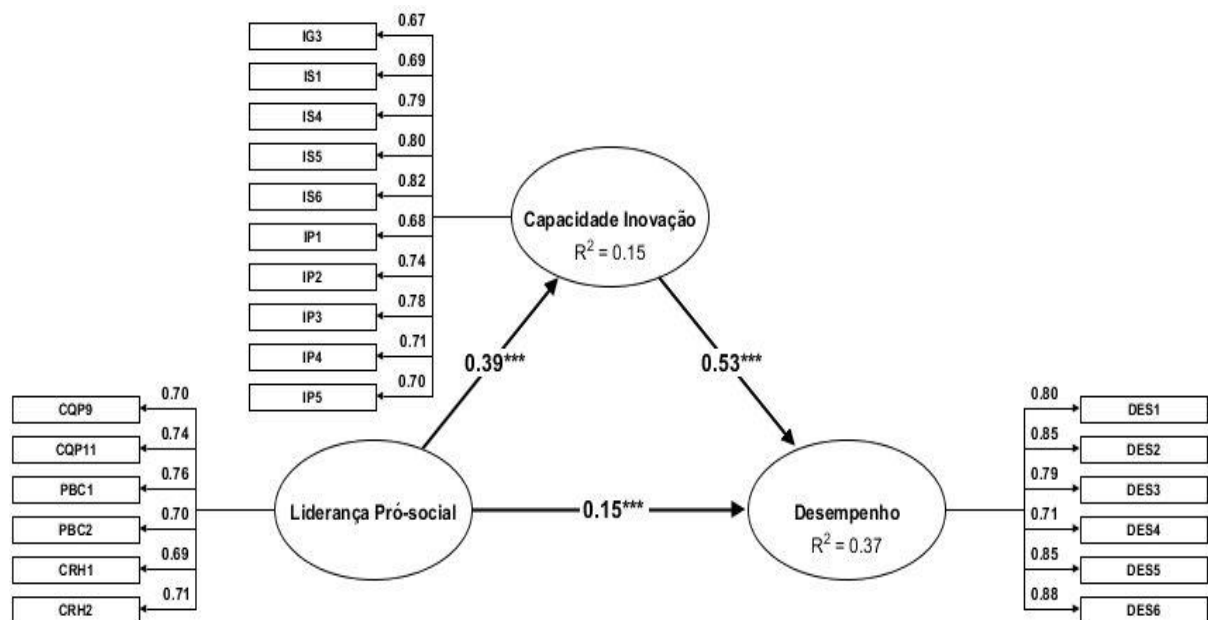 0.67
IG3
0.69
IS1
0.79
IS4
0.80
IS5
0.82
IS6
0.68
IP1
0.74
IP2
0.78
IP3
0.71
IP4
0.70
IP5
Capacidade Inovação
R² = 0.15
0.39***
0.53***
0.70
CQP9
0.74
CQP11
0.76
PBC1
0.70
PBC2
0.69
CRH1
0.71
CRH2
Liderança Pró-social
0.15***
Desempenho
R² = 0.37
0.80
DES1
0.85
DES2
0.79
DES3
0.71
DES4
0.85
DES5
0.88
DES6